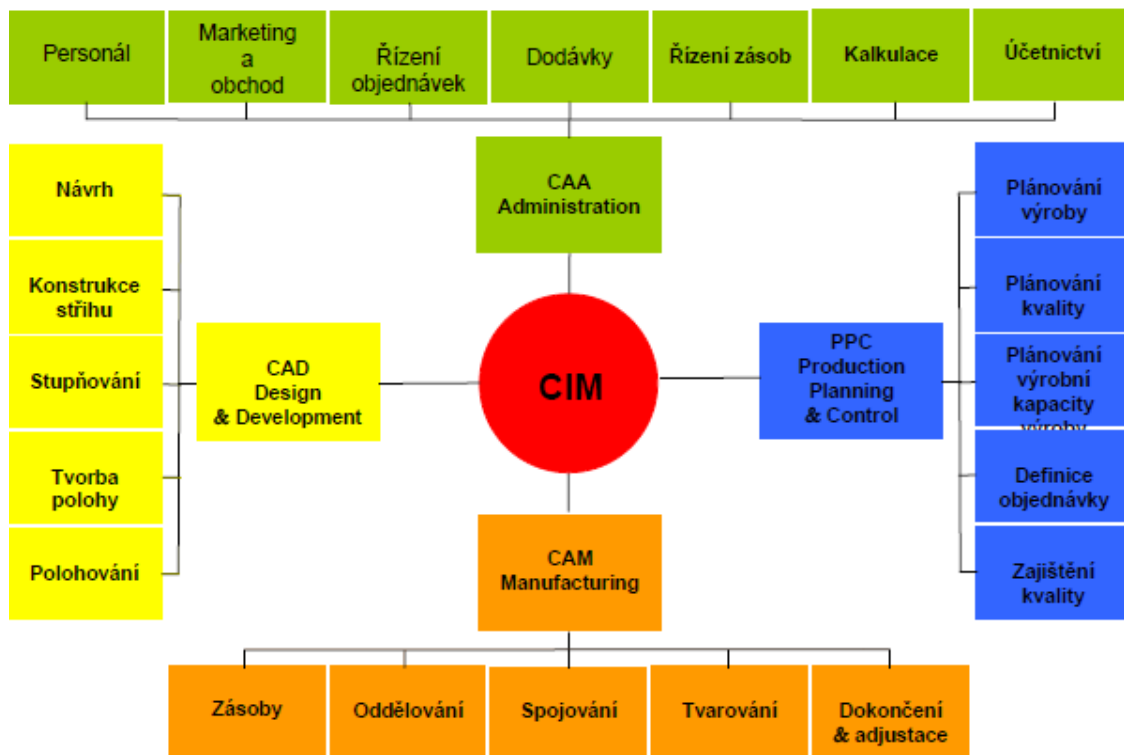 Personál
Marketing
a
obchod
Řízení
objednávek
Dodávky
Řízení zásob
Kalkulace
Účetnictví
CAA
Administration
Návrh
Konstrukce
střihu
Stupňování
Tvorba
polohy
Polohování
CAD
Design
& Development
CIM
PPC
Production
Planning
& Control
Plánování
výroby
Plánování
kvality
Plánování
výrobní
kapacity
výroby
Definice
objednávky
Zajištění
kvality
CAM
Manufacturing
Zásoby
Oddělování
Spojování
Tvarování
Dokončení
& adjustace